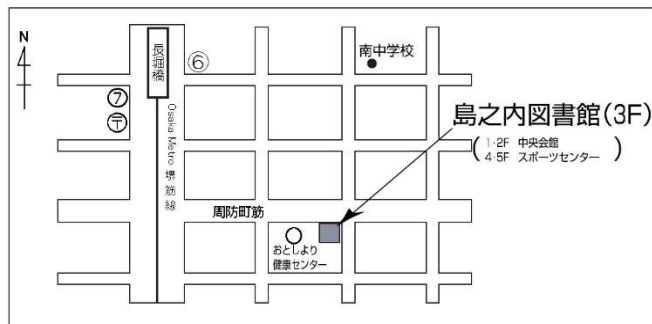 N
長堀橋
⑥
⑦
〒
Osaka Metro 堺筋線
南中学校
島之内図書館(3F)
(1・2F 中央会館
4・5F スポーツセンター)
周防町筋
おとしより
健康センター